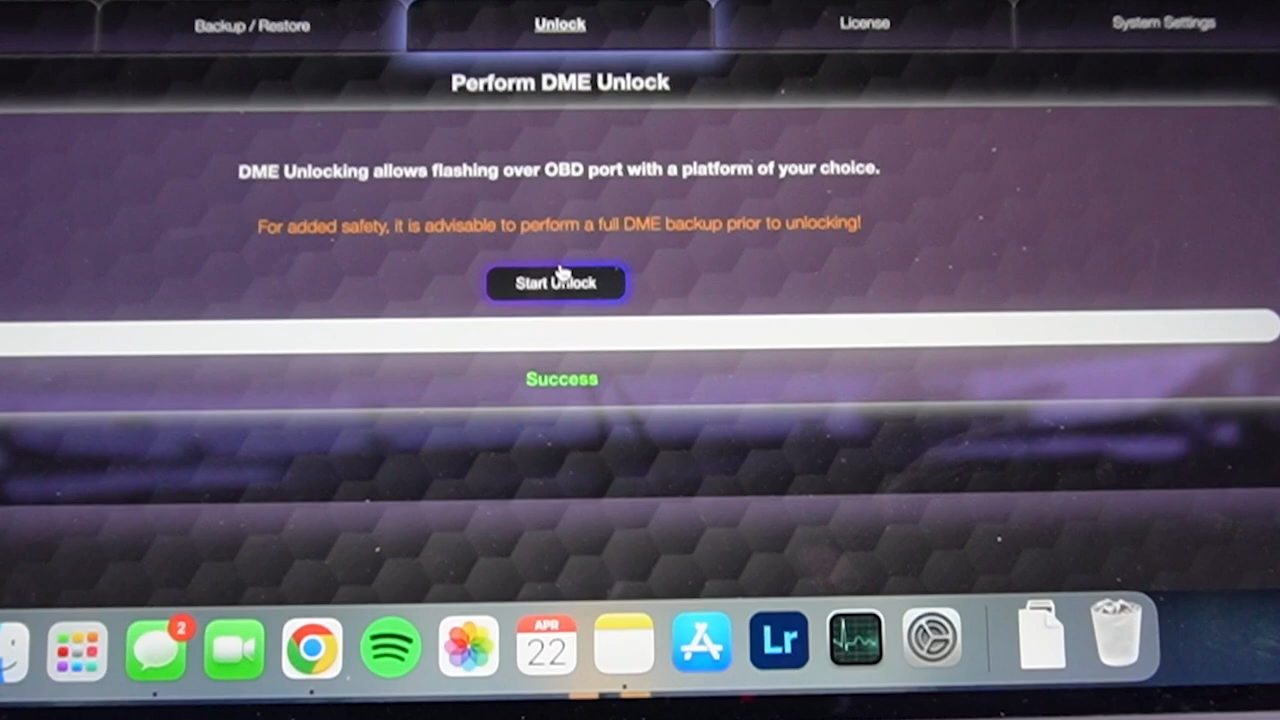 Backup / Restore
Unlock
License
System Settings
Perform DME Unlock
DME Unlocking allows flashing over OBD port with a platform of your choice.
For added safety, it is advisable to perform a full DME backup prior to unlocking!
Start Unlock
Success
2
APR
22
Lr